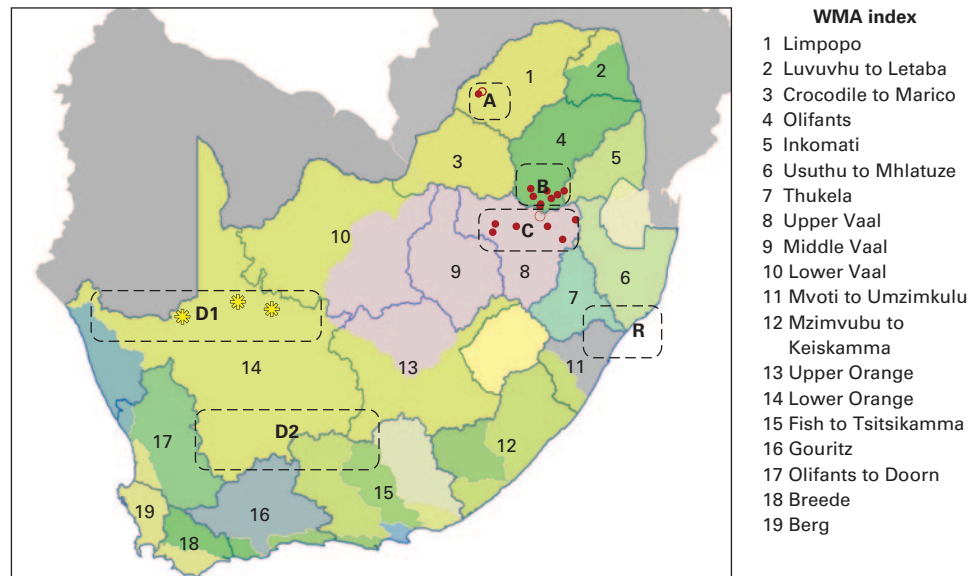 WMA index
1 Limpopo
2 Luvuvhu to Letaba
3 Crocodile to Marico
4 Olifants
5 Inkomati
6 Usuthu to Mhlatuze
7 Thukela
8 Upper Vaal
9 Middle Vaal
10 Lower Vaal
11 Mvoti to Umzimkulu
12 Mzimvubu to
Keiskamma
13 Upper Orange
14 Lower Orange
15 Fish to Tsitsikamma
16 Gouritz
17 Olifants to Doorn
18 Breede
19 Berg
1
2
A
4
3
5
B
C
10
9
8
6
7
D1
R
11
14
13
D2
17
12
15
16
19
18